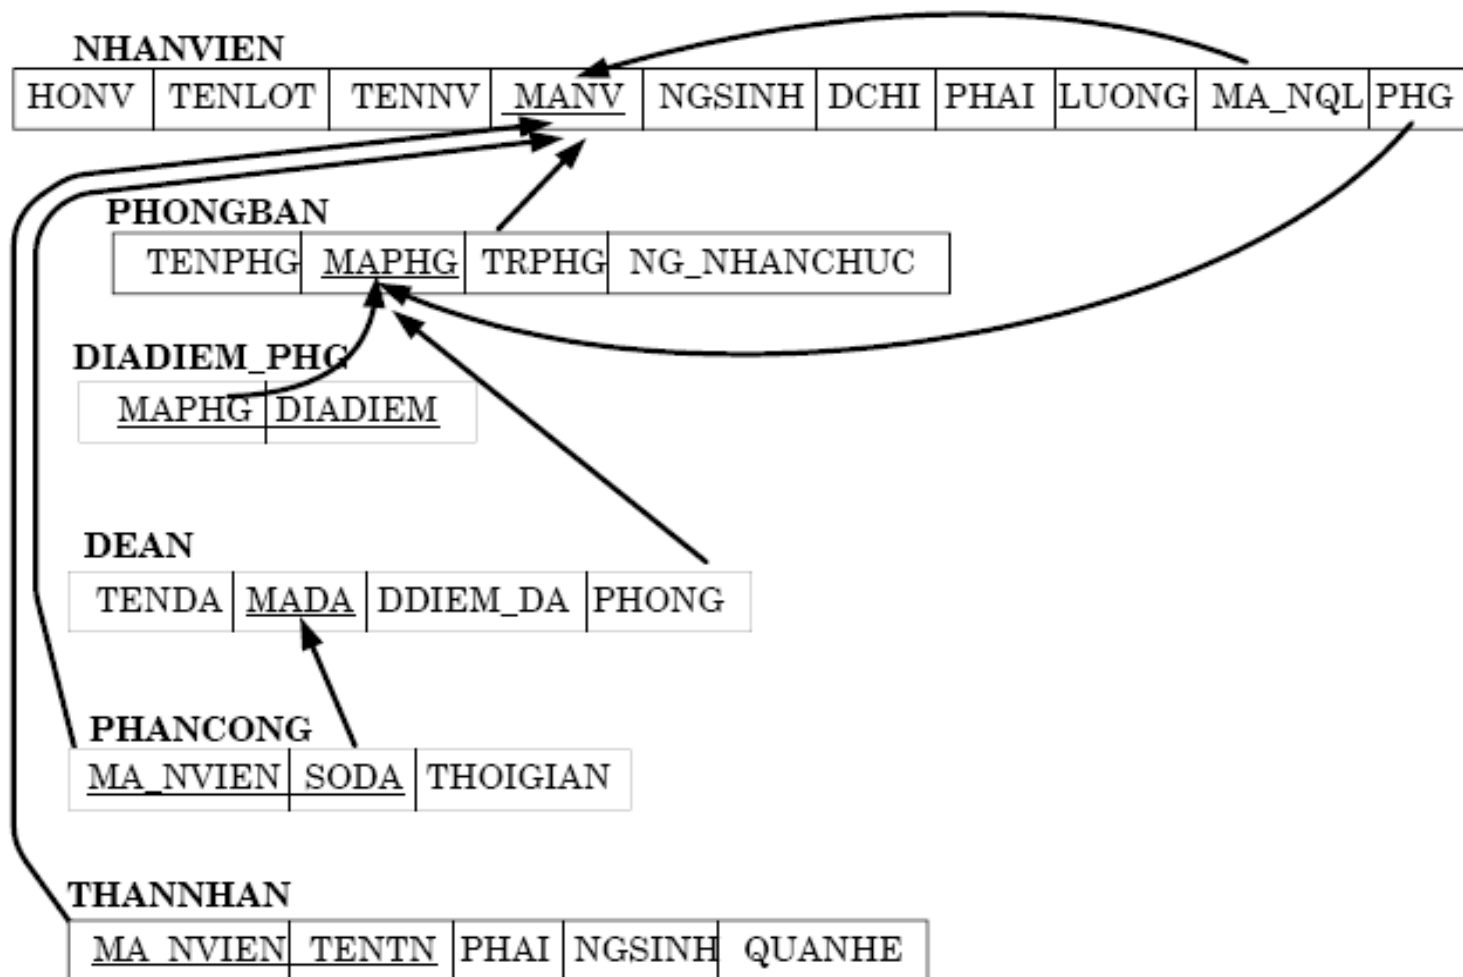 NHANVIEN
HONV TENLOT TENNV MANV NGSINH DCHI PHAI LUONG MA_NQL PHG
PHONGBAN
TENPHG MAPHG TRPHG NG_NHANCHUC
DIADIEM_PHG
MAPHG DIADIEM
DEAN
TENDA MADA DDIEM_DA PHONG
PHANCONG
MA_NVIEN SODA THOIGIAN
THANNHAN
MA_NVIEN TENTN PHAI NGSINH QUANHE